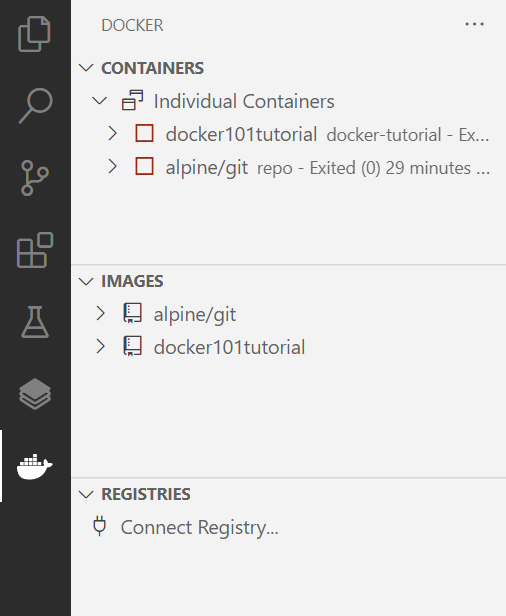 DOCKER ...
CONTAINERS
Individual Containers
docker101tutorial docker-tutorial - Ex...
alpine/git repo - Exited (0) 29 minutes ...
IMAGES
alpine/git
docker101tutorial
REGISTRIES
Connect Registry...